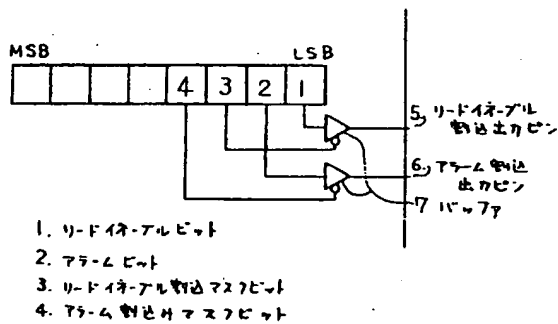 MSB
LSB
4 3 2 1
5 リードイネーブル
割込出力ピン
6 アラーム割込
出力ピン
7 バッファ
1. リードイネーブルビット
2. アラームビット
3. リードイネーブル割込マスクビット
4. アラーム割込みマスクビット